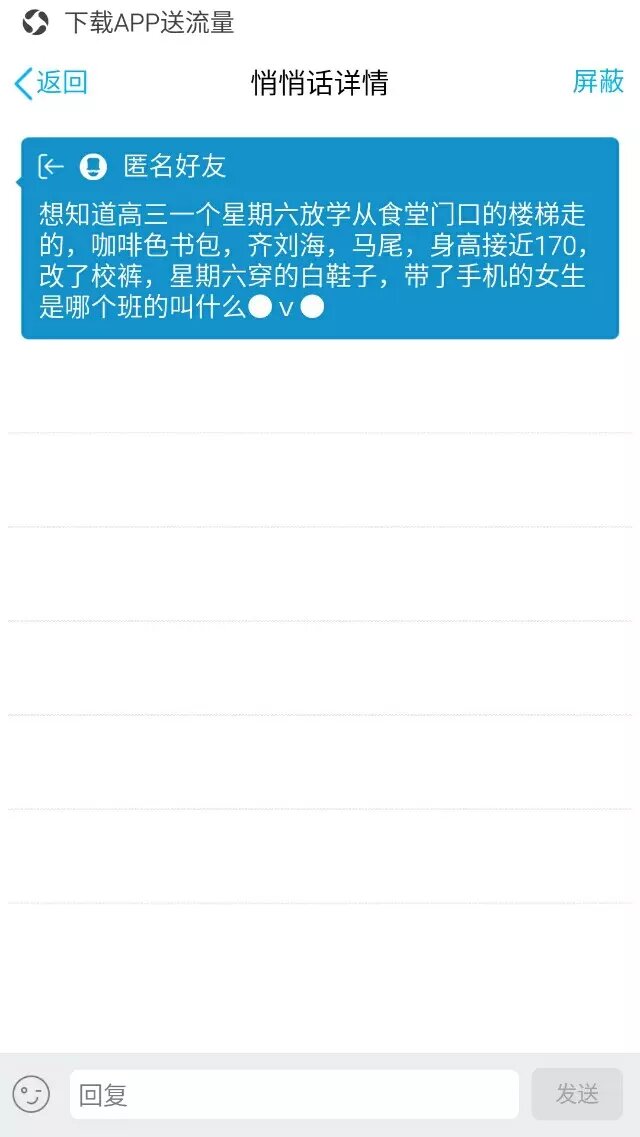 下载APP送流量
返回
悄悄话详情
屏蔽
匿名好友
想知道高三一个星期六放学从食堂门口的楼梯走
的，咖啡色书包，齐刘海，马尾，身高接近170，
改了校裤，星期六穿的白鞋子，带了手机的女生
是哪个班的叫什么● v ●
回复
发送